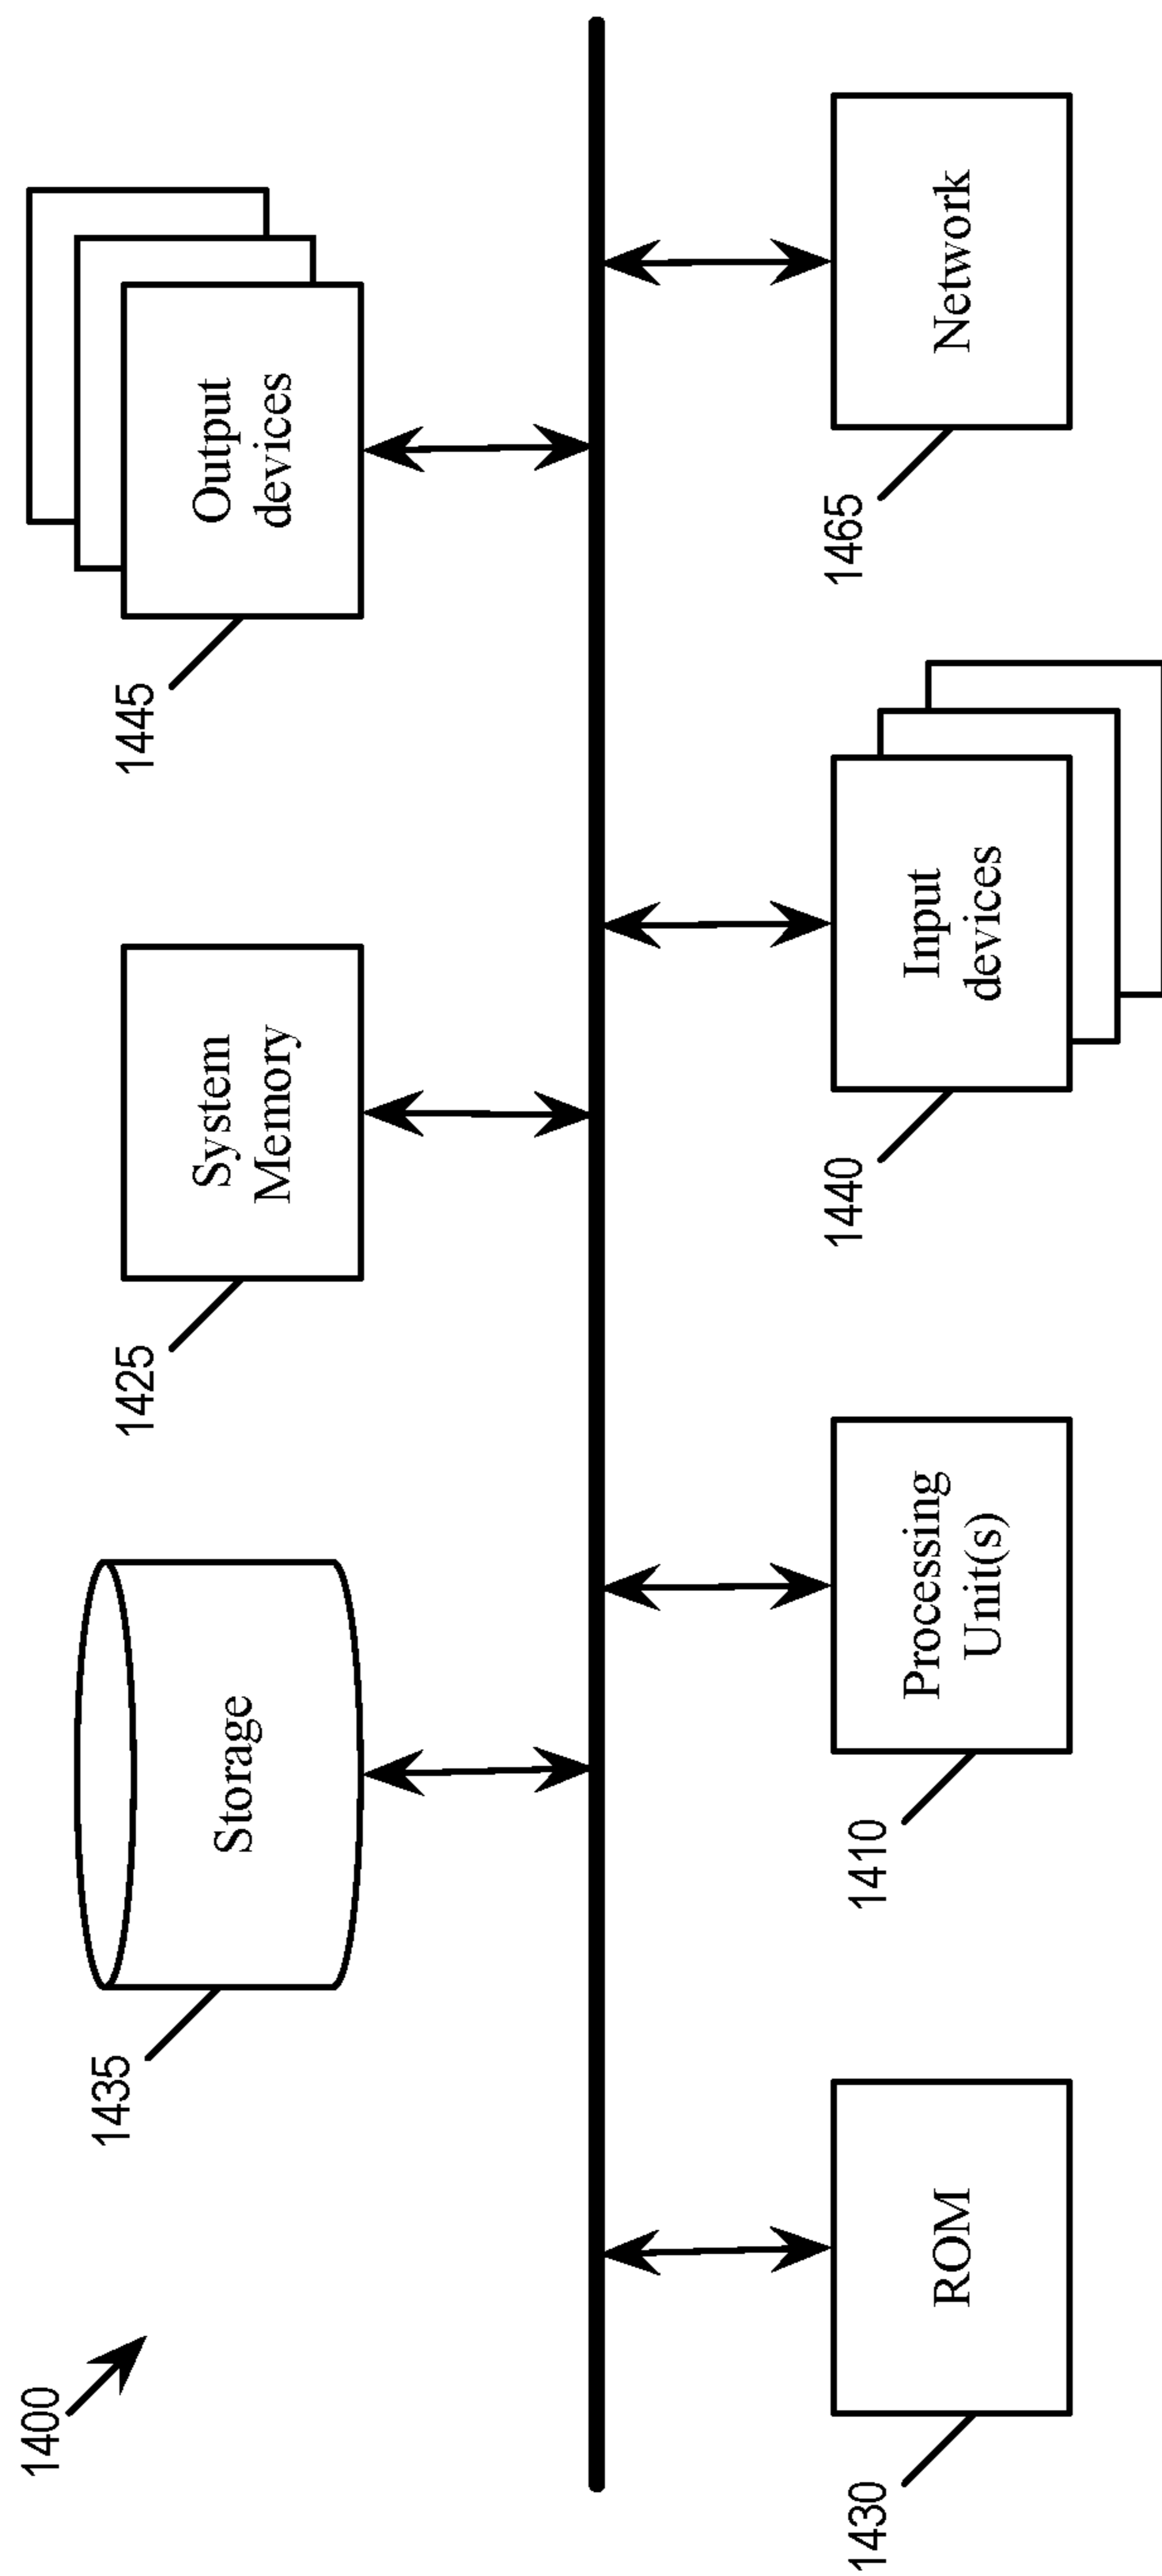 1400
1435
Storage
1425
System
Memory
1445
Output
devices
1430
ROM
1410
Processing
Unit(s)
1440
Input
devices
1465
Network